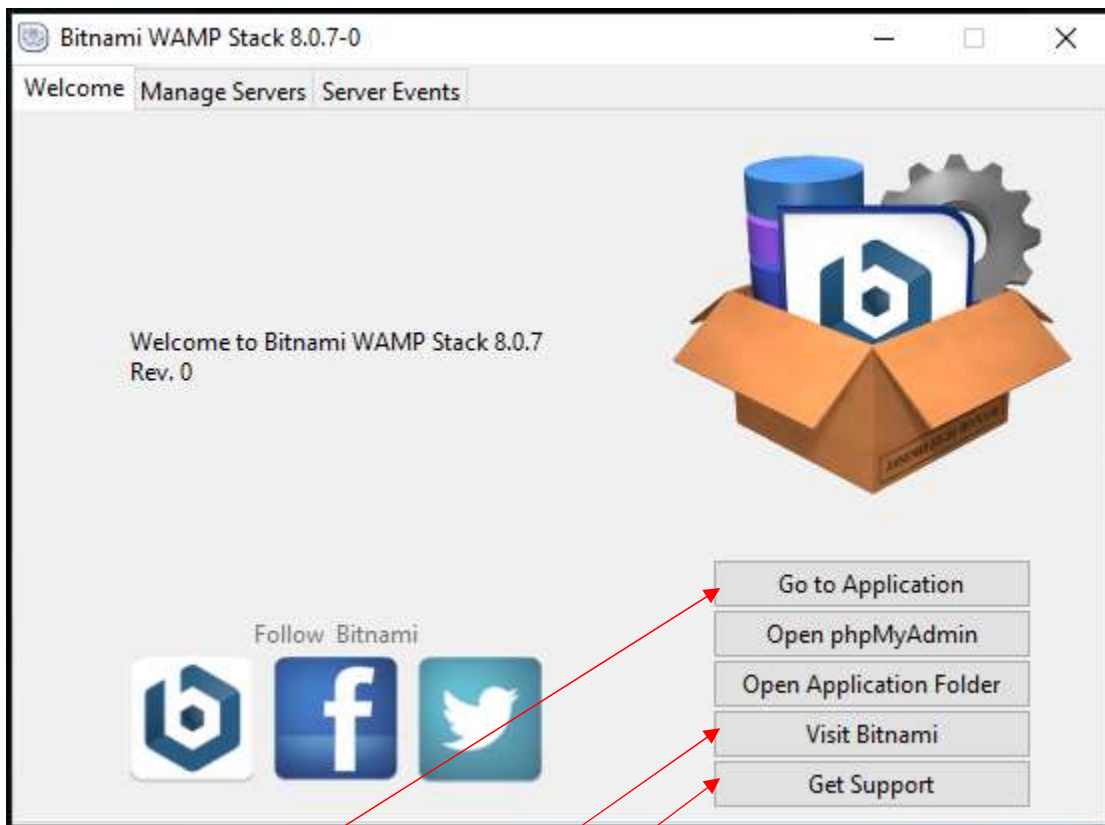 Bitnami WAMP Stack 8.0.7-0
Welcome Manage Servers Server Events
Welcome to Bitnami WAMP Stack 8.0.7
Rev. 0
Follow Bitnami
Go to Application
Open phpMyAdmin
Open Application Folder
Visit Bitnami
Get Support